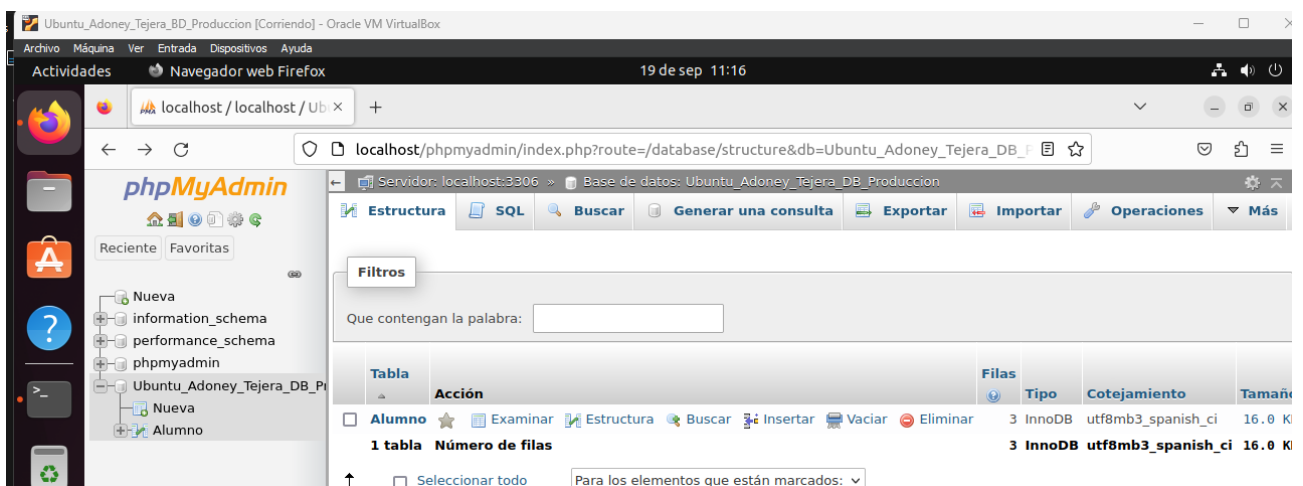 Ubuntu_Adoney_Tejera_BD_Produccion [Corriendo] - Oracle VM VirtualBox
Archivo Máquina Ver Entrada Dispositivos Ayuda
Actividades Navegador web Firefox 19 de sep 11:16
localhost / localhost / Ub
localhost/phpmyadmin/index.php?route=/database/structure&db=Ubuntu_Adoney_Tejera_DB_P
phpMyAdmin
Reciente Favoritas
Nueva
information_schema
performance_schema
phpmyadmin
Ubuntu_Adoney_Tejera_DB_Pr
Nueva
Alumno
Servidor: localhost:3306 » Base de datos: Ubuntu_Adoney_Tejera_DB_Produccion
Estructura SQL Buscar Generar una consulta Exportar Importar Operaciones Más
Filtros
Que contengan la palabra:
Tabla Acción Filas Tipo Cotejamiento Tamaño
Alumno Examinar Estructura Buscar Insertar Vaciar Eliminar 3 InnoDB utf8mb3_spanish_ci 16.0 K
1 tabla Número de filas 3 InnoDB utf8mb3_spanish_ci 16.0 K
Seleccionar todo Para los elementos que están marcados: